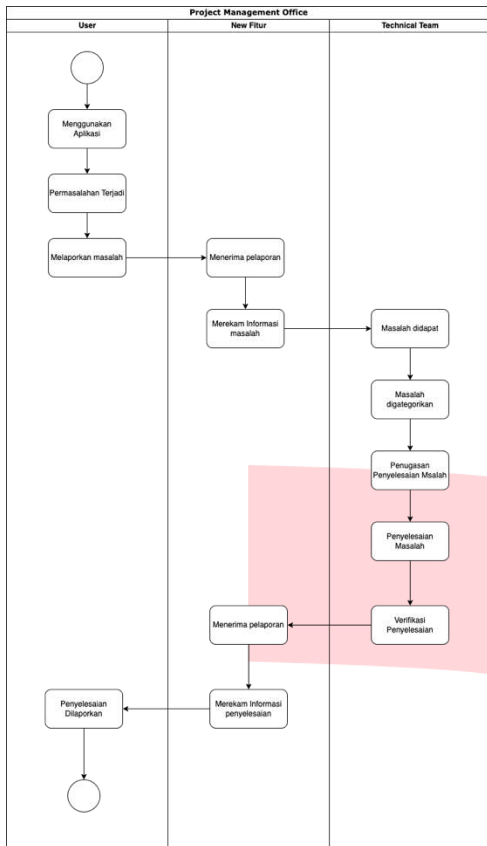 Project Management Office
User
New Fitur
Technical Team
Menggunakan
Aplikasi
Permasalahan Terjadi
Melaporkan masalah
Menerima pelaporan
Merekam Informasi
masalah
Masalah didapat
Masalah
digategorikan
Penugasan
Penyelesaian Msalah
Penyelesaian
Masalah
Verifikasi
Penyelesaian
Menerima pelaporan
Merekam Informasi
penyelesaian
Penyelesaian
Dilaporkan